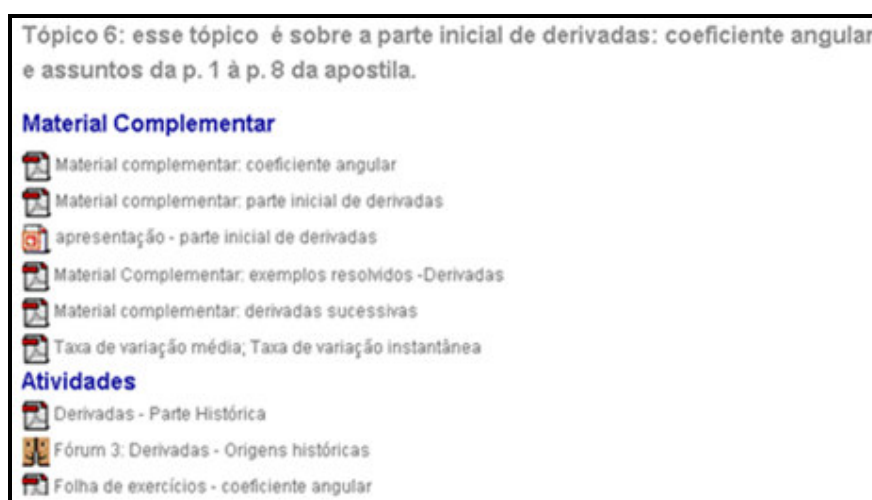 Tópico 6: esse tópico é sobre a parte inicial de derivadas: coeficiente angular
e assuntos da p. 1 à p. 8 da apostila.
Material Complementar
Material complementar: coeficiente angular
Material complementar: parte inicial de derivadas
apresentação - parte inicial de derivadas
Material Complementar: exemplos resolvidos -Derivadas
Material complementar: derivadas sucessivas
Taxa de variação média; Taxa de variação instantânea
Atividades
Derivadas - Parte Histórica
Fórum 3: Derivadas - Origens históricas
Folha de exercícios - coeficiente angular